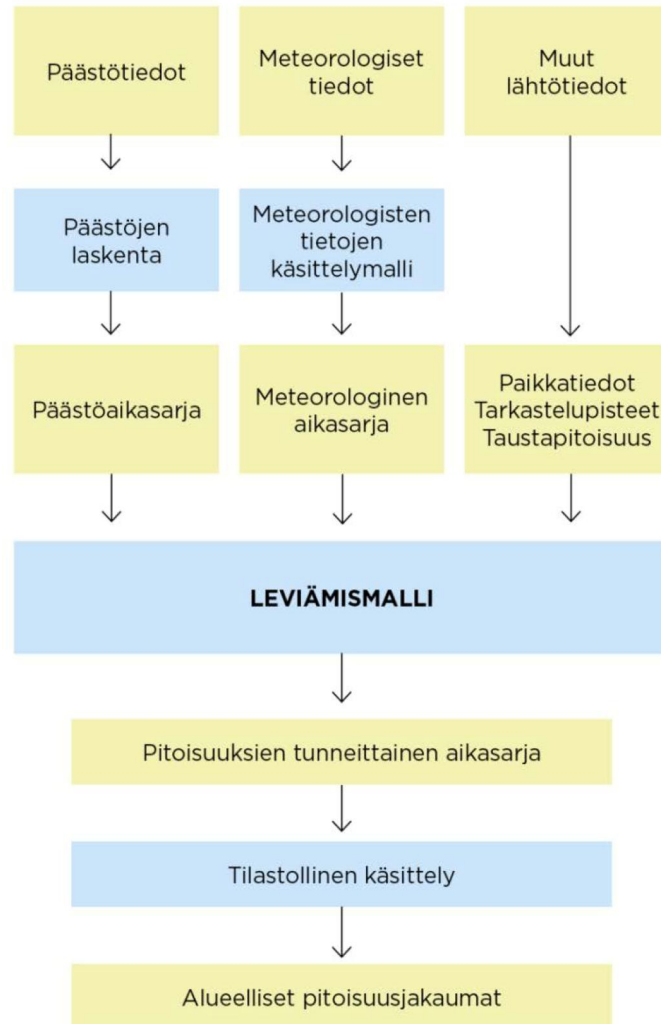 Päästötiedot
Meteorologiset
tiedot
Muut
lähtötiedot
Päästöjen
laskenta
Meteorologisten
tietojen
käsittelymalli
Päästöaikasarja
Meteorologinen
aikasarja
Paikkatiedot
Tarkastelupisteet
Taustapitoisuus
LEVIÄMISMALLI
Pitoisuuksien tunneittainen aikasarja
Tilastollinen käsittely
Alueelliset pitoisuusjakaumat